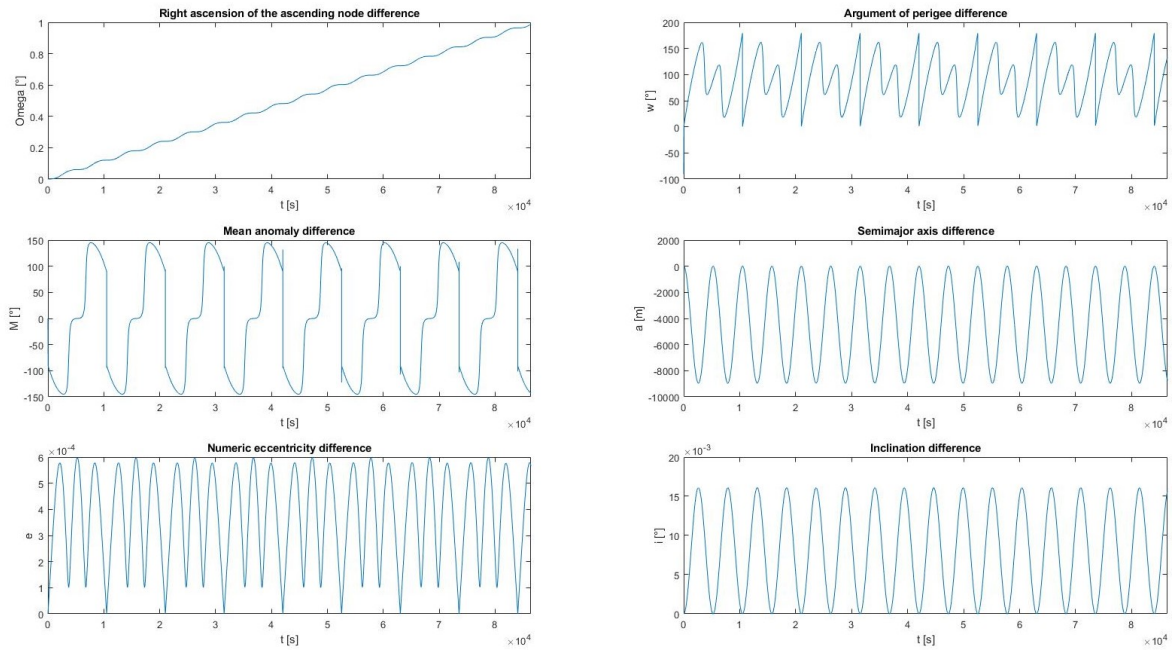 Right ascension of the ascending node difference
Omega [°]
1
0.8
0.6
0.4
0.2
0
0 1 2 3 4 5 6 7 8
t [s]
×10⁴
Argument of perigee difference
w [°]
200
150
100
50
0
-50
-100
0 1 2 3 4 5 6 7 8
t [s]
×10⁴
Mean anomaly difference
M [°]
150
100
50
0
-50
-100
-150
0 1 2 3 4 5 6 7 8
t [s]
×10⁴
Semimajor axis difference
a [m]
2000
0
-2000
-4000
-6000
-8000
-10000
0 1 2 3 4 5 6 7 8
t [s]
×10⁴
Numeric eccentricity difference
×10⁻⁴
e
6
5
4
3
2
1
0
0 1 2 3 4 5 6 7 8
t [s]
×10⁴
Inclination difference
×10⁻³
i [°]
20
15
10
5
0
0 1 2 3 4 5 6 7 8
t [s]
×10⁴